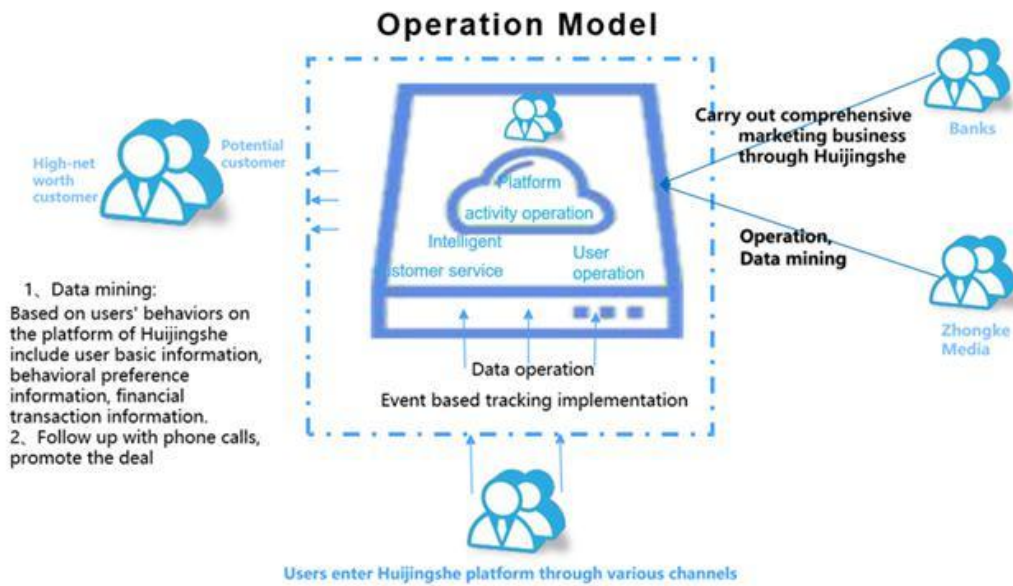 Operation Model
Banks
Carry out comprehensive
marketing business
through Huijingshe
High-net
worth
customer
Potential
customer
Platform
activity operation
Intelligent
ustomer service
User
operation
Operation,
Data mining
Zhongke
Media
1、Data mining:
Based on users' behaviors on
the platform of Huijingshe
include user basic information,
behavioral preference
information, financial
transaction information.
2、Follow up with phone calls,
promote the deal
Data operation
Event based tracking implementation
Users enter Huijingshe platform through various channels